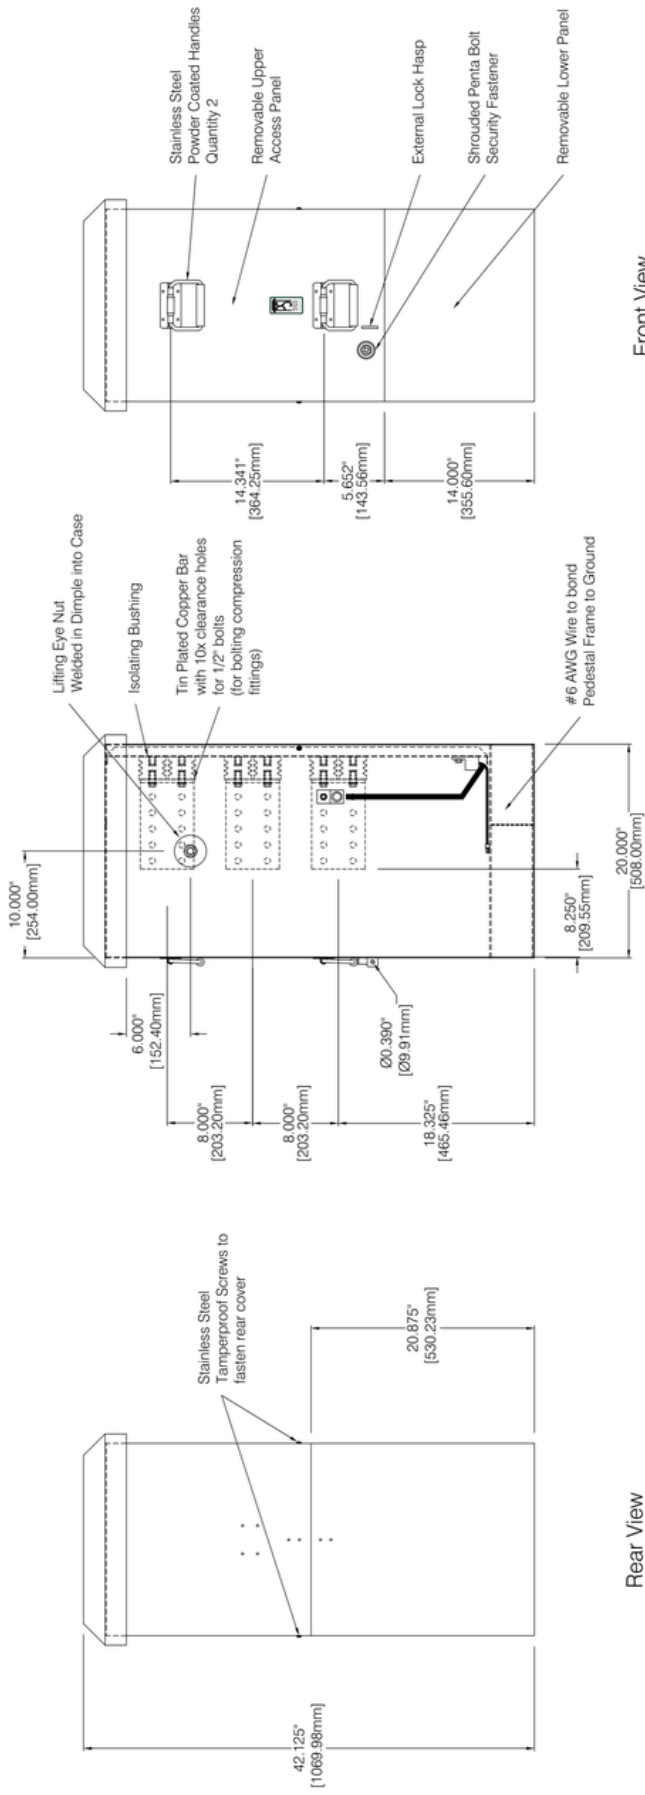 42.125"
[1069.98mm]
Stainless Steel
Tamperproof Screws to
fasten rear cover
20.875"
[530.23mm]
Rear View
10.000"
[254.00mm]
6.000"
[152.40mm]
8.000"
[203.20mm]
8.000"
[203.20mm]
18.325"
[465.46mm]
Ø0.390"
[Ø9.91mm]
8.250"
[209.55mm]
20.000"
[508.00mm]
Lifting Eye Nut
Welded in Dimple into Case
Isolating Bushing
Tin Plated Copper Bar
with 10x clearance holes
for 1/2" bolts
(for bolting compression
fittings)
#6 AWG Wire to bond
Pedestal Frame to Ground
14.341"
[364.25mm]
5.652"
[143.56mm]
14.000"
[355.60mm]
Stainless Steel
Powder Coated Handles
Quantity 2
Removable Upper
Access Panel
External Lock Hasp
Shrouded Penta Bolt
Security Fastener
Removable Lower Panel
Front View